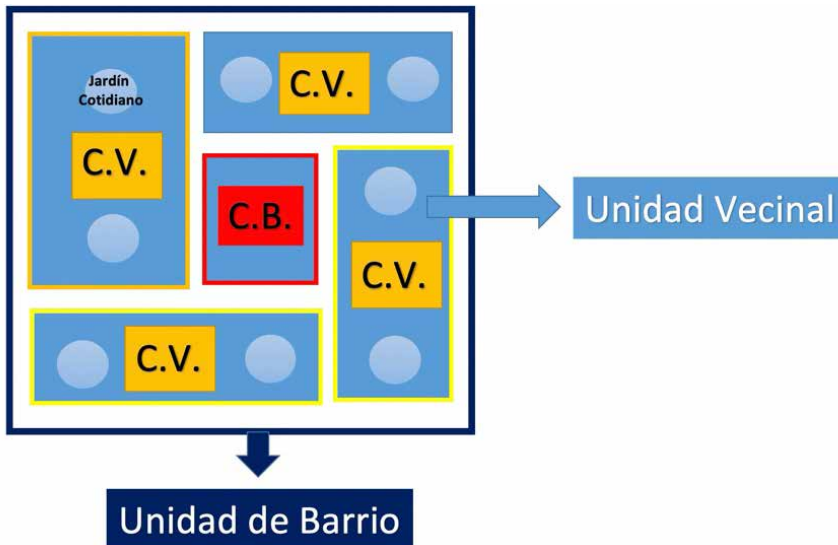 Jardín
Cotidiano
C.V.
C.V.
C.B.
C.V.
C.V.
Unidad Vecinal
Unidad de Barrio